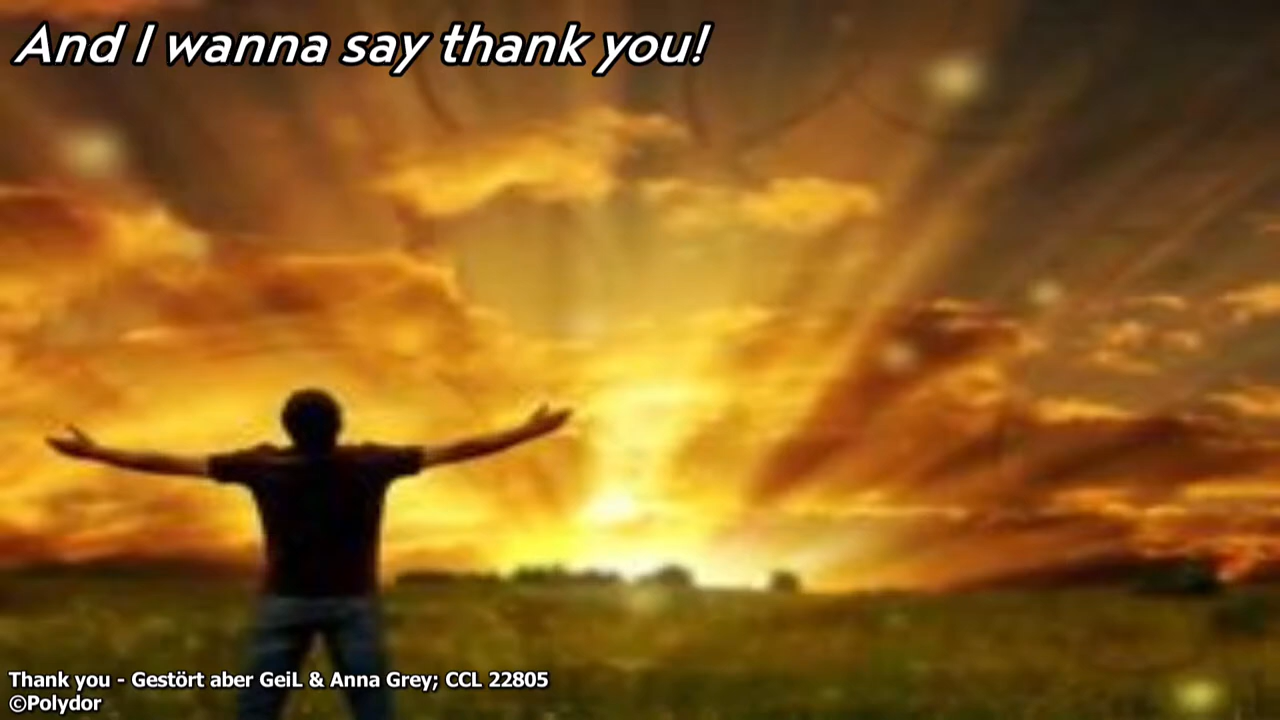 And I wanna say thank you!
Thank you - Gestört aber GeiL & Anna Grey; CCL 22805
©Polydor